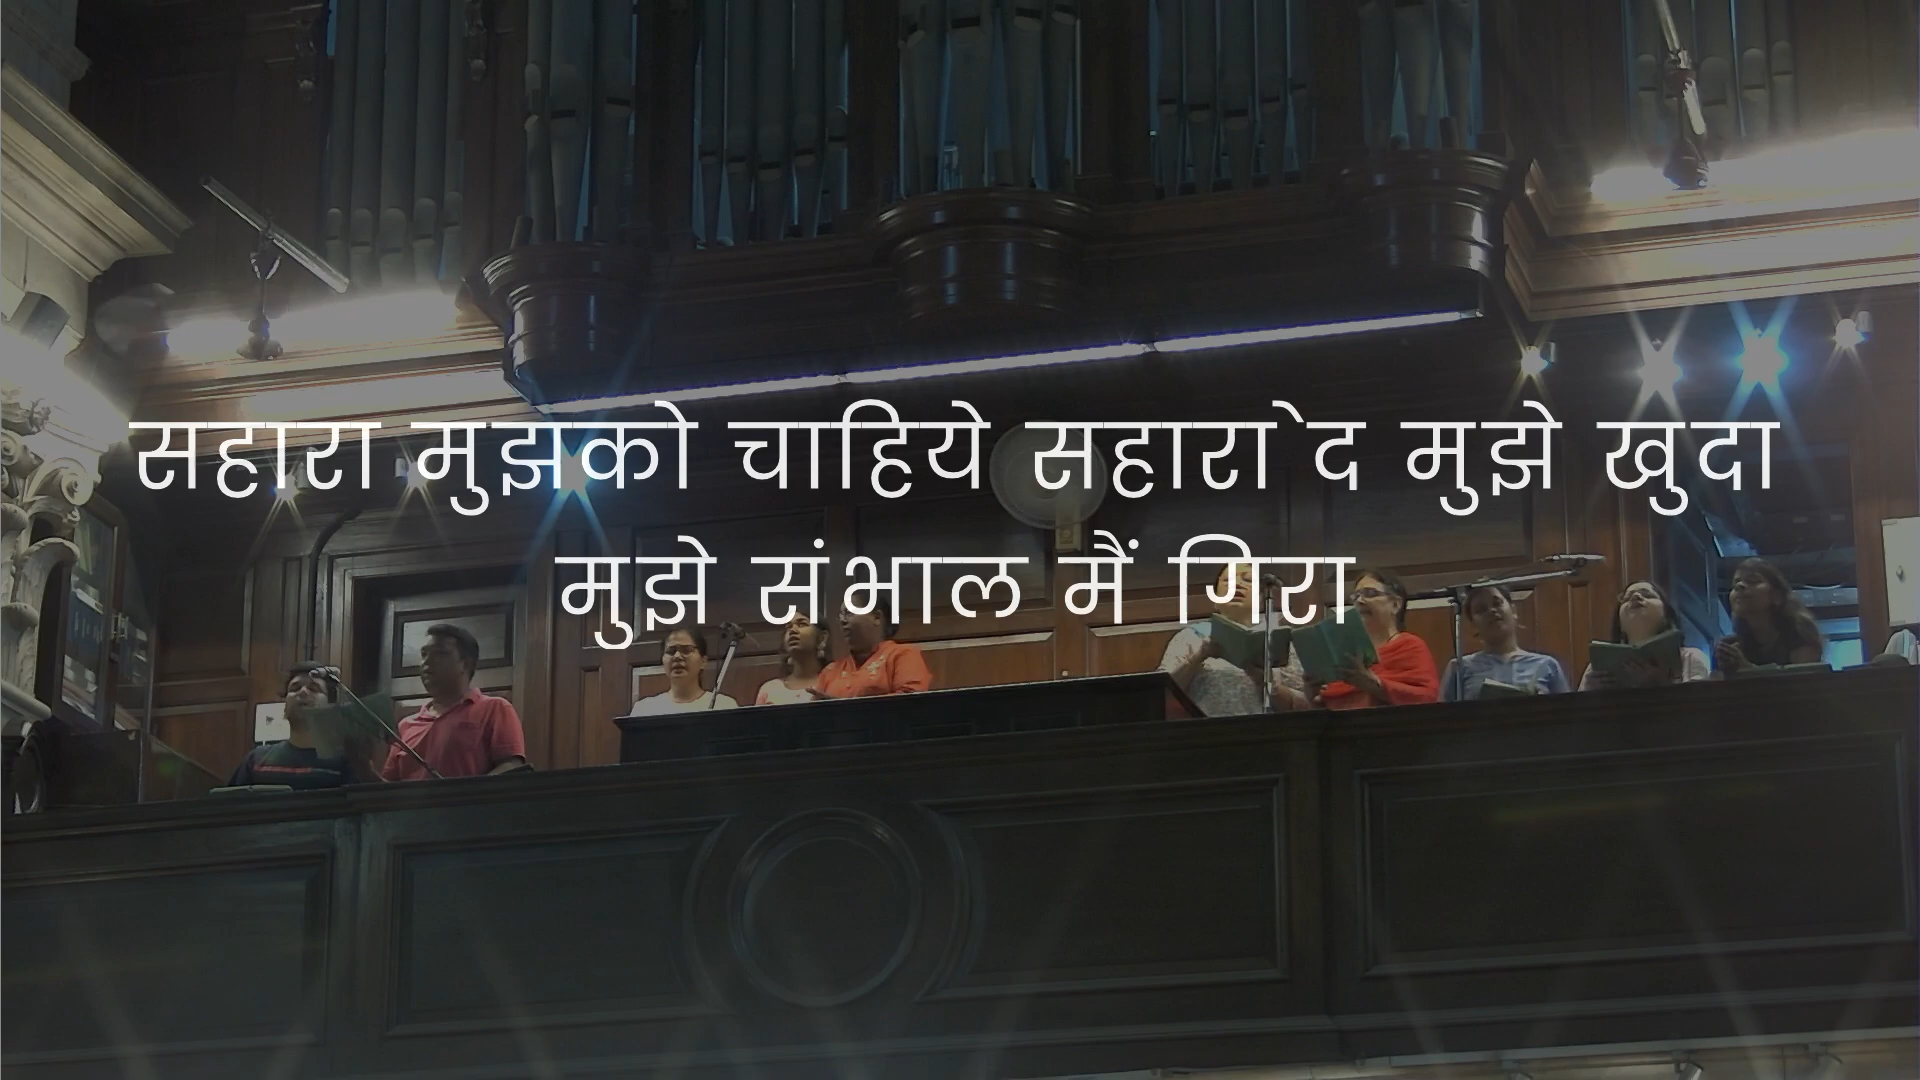 सहारा मुझको चाहिये सहारा`द मुझे खुदा
मुझे संभाल मैं गिरा